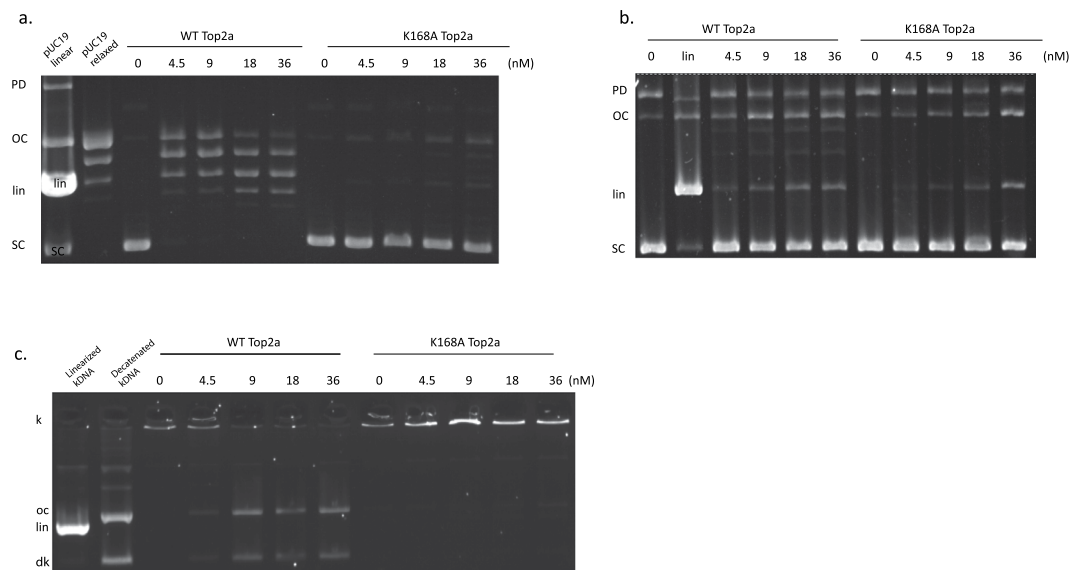 a.
pUC19 linear
pUC19 relaxed
WT Top2a
K168A Top2a
0 4.5 9 18 36 0 4.5 9 18 36 (nM)
PD
OC
lin
lin
SC
SC
b.
WT Top2a
K168A Top2a
0 lin 4.5 9 18 36 0 4.5 9 18 36 (nM)
PD
OC
lin
SC
c.
Linearized kDNA
Decatenated kDNA
WT Top2a
K168A Top2a
0 4.5 9 18 36 0 4.5 9 18 36 (nM)
k
oc
lin
dk